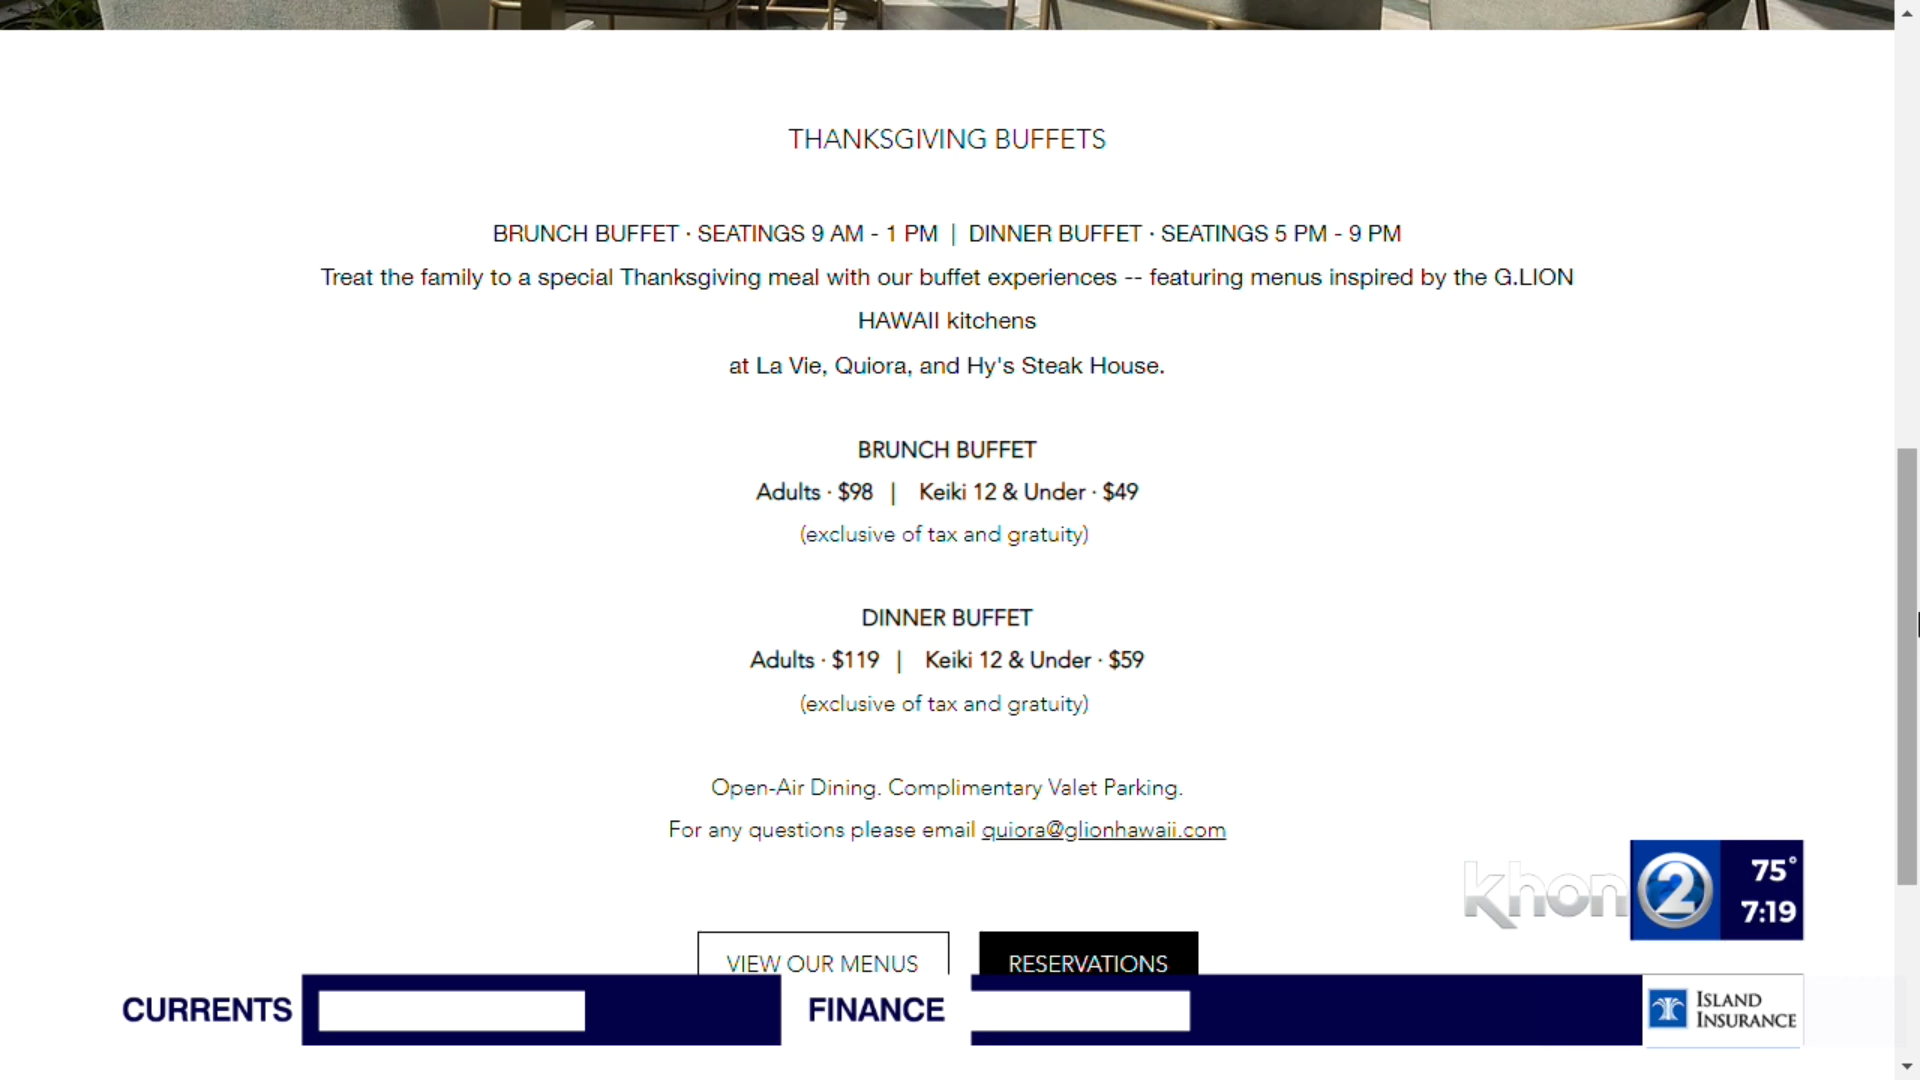 THANKSGIVING BUFFETS
BRUNCH BUFFET · SEATINGS 9 AM - 1 PM | DINNER BUFFET · SEATINGS 5 PM - 9 PM
Treat the family to a special Thanksgiving meal with our buffet experiences -- featuring menus inspired by the G.LION
HAWAII kitchens
at La Vie, Quiora, and Hy's Steak House.
BRUNCH BUFFET
Adults · $98 | Keiki 12 & Under · $49
(exclusive of tax and gratuity)
DINNER BUFFET
Adults · $119 | Keiki 12 & Under · $59
(exclusive of tax and gratuity)
Open-Air Dining. Complimentary Valet Parking.
For any questions please email quiora@glionhawaii.com
khon 2 75°
7:19
VIEW OUR MENUS RESERVATIONS
CURRENTS FINANCE
ISLAND
INSURANCE